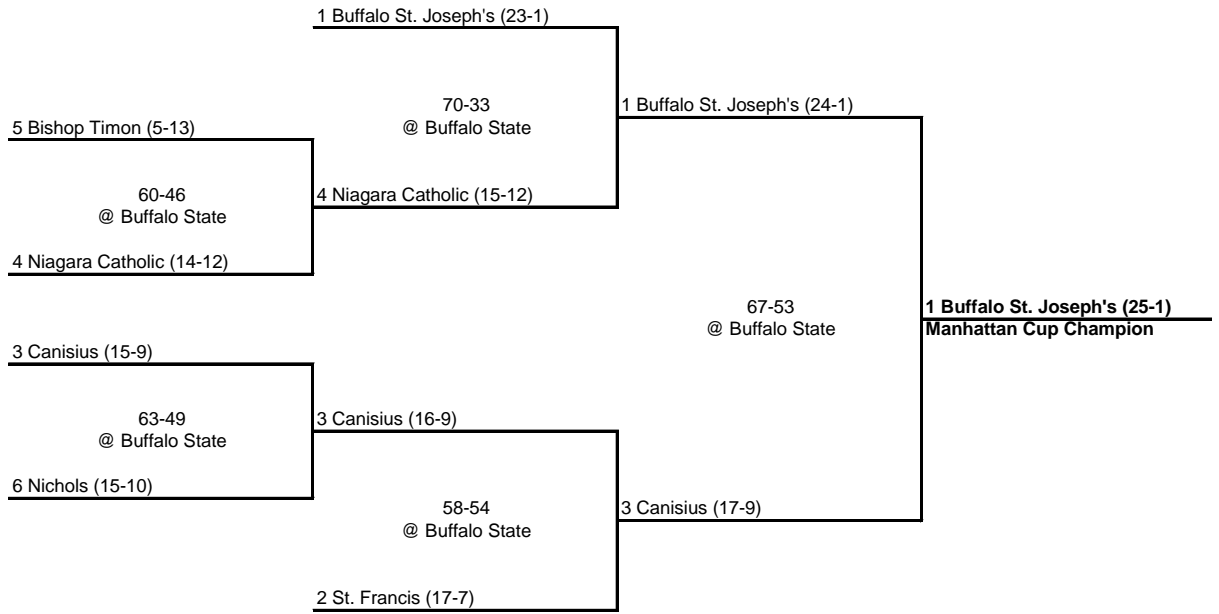 1 Buffalo St. Joseph's (23-1)
70-33
@ Buffalo State
1 Buffalo St. Joseph's (24-1)
5 Bishop Timon (5-13)
60-46
@ Buffalo State
4 Niagara Catholic (15-12)
4 Niagara Catholic (14-12)
67-53
@ Buffalo State
1 Buffalo St. Joseph's (25-1)
Manhattan Cup Champion
3 Canisius (15-9)
63-49
@ Buffalo State
3 Canisius (16-9)
6 Nichols (15-10)
58-54
@ Buffalo State
3 Canisius (17-9)
2 St. Francis (17-7)